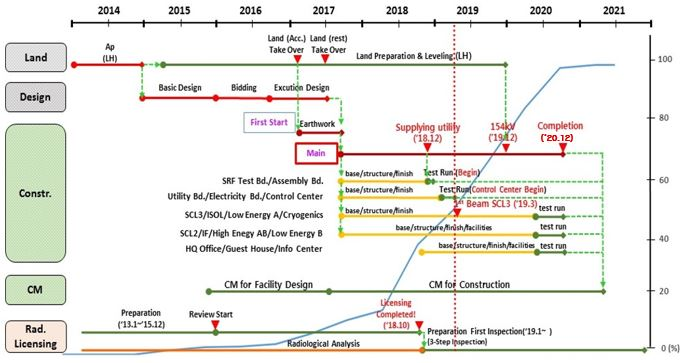 2014 2015 2016 2017 2018 2019 2020 2021
Land (Acc.) Land (rest)
Take Over Take Over
Land
Ap
(LH)
Land Preparation & Leveling (LH)
100
Design
Basic Design Bidding Excution Design
80
First Start
Earthwork
Supplying utility
('18.12)
154kV
('19.12)
Completion
('20.12)
Main
Constr.
SRF Test Bd./Assembly Bd.
base/structure/finish
Test Run(Begin)
60
Utility Bd./Electricity Bd./Control Center
base/structure/finish
Test Run(Control Center Begin)
1st Beam SCL3 ('19.3)
SCL3/ISOL/Low Energy A/Cryogenics
base/structure/finish
test run
SCL2/IF/High Energ AB/Low Energy B
base/structure/finish/facilities
test run
40
HQ Office/Guest House/Info Center
base/structure/finish/facilities
test run
CM
CM for Facility Design
CM for Construction
20
Rad.
Licensing
Preparation
('13.1~'15.12)
Review Start
Licensing
Completed!
('18.10)
Preparation First Inspection('19.1~ )
(3-Step Inspection)
Radiological Analysis
0 (%)